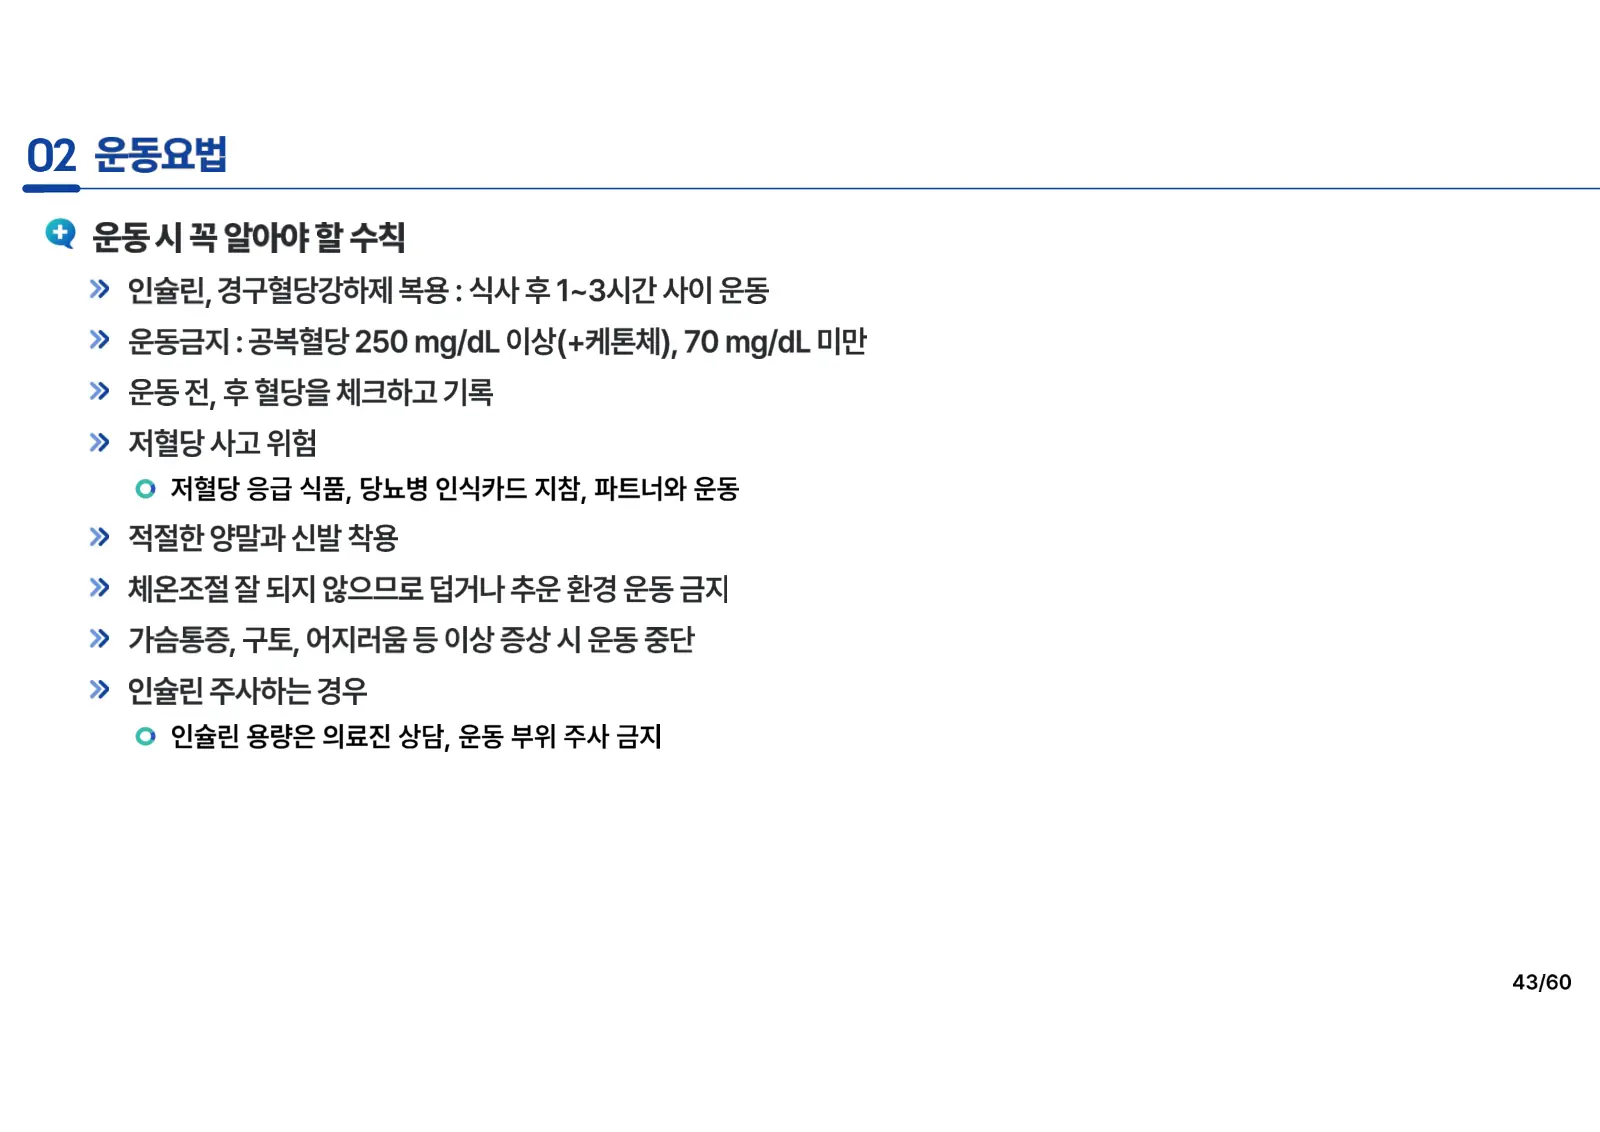 02 운동요법
운동 시 꼭 알아야 할 수칙
인슐린, 경구혈당강하제 복용 : 식사 후 1~3시간 사이 운동
운동금지 : 공복혈당 250 mg/dL 이상(+케톤체), 70 mg/dL 미만
운동 전, 후 혈당을 체크하고 기록
저혈당 사고 위험
저혈당 응급 식품, 당뇨병 인식카드 지참, 파트너와 운동
적절한 양말과 신발 착용
체온조절 잘 되지 않으므로 덥거나 추운 환경 운동 금지
가슴통증, 구토, 어지러움 등 이상 증상 시 운동 중단
인슐린 주사하는 경우
인슐린 용량은 의료진 상담, 운동 부위 주사 금지
43/60